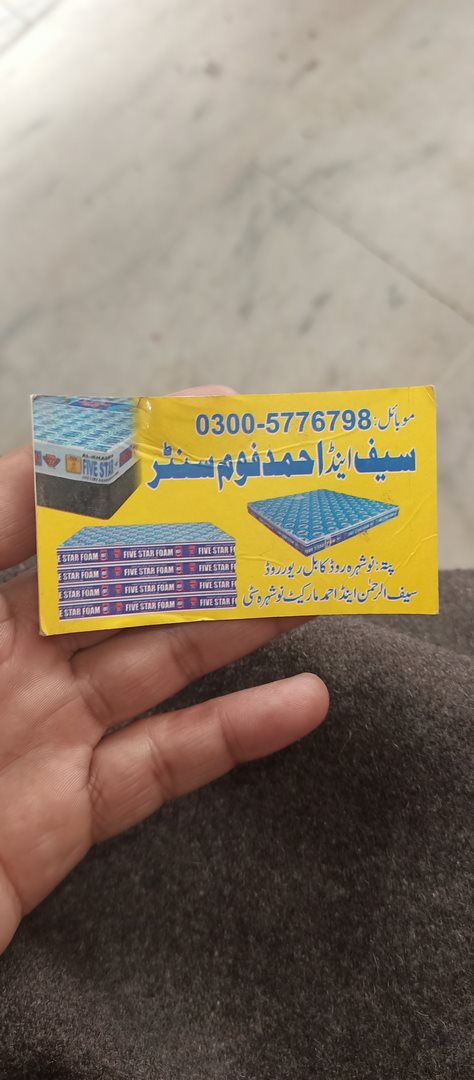 موبائل: 0300-5776798
سیف اینڈ احمد فوم سنٹر
پتہ: نوشہرہ روڈ کابل ریور روڈ
سیف الرحمٰن اینڈ احمد مارکیٹ نوشہرہ سٹی
FIVE STAR
FIVE STAR FOAM
FIVE STAR FOAM
FIVE STAR FOAM
FIVE STAR FOAM